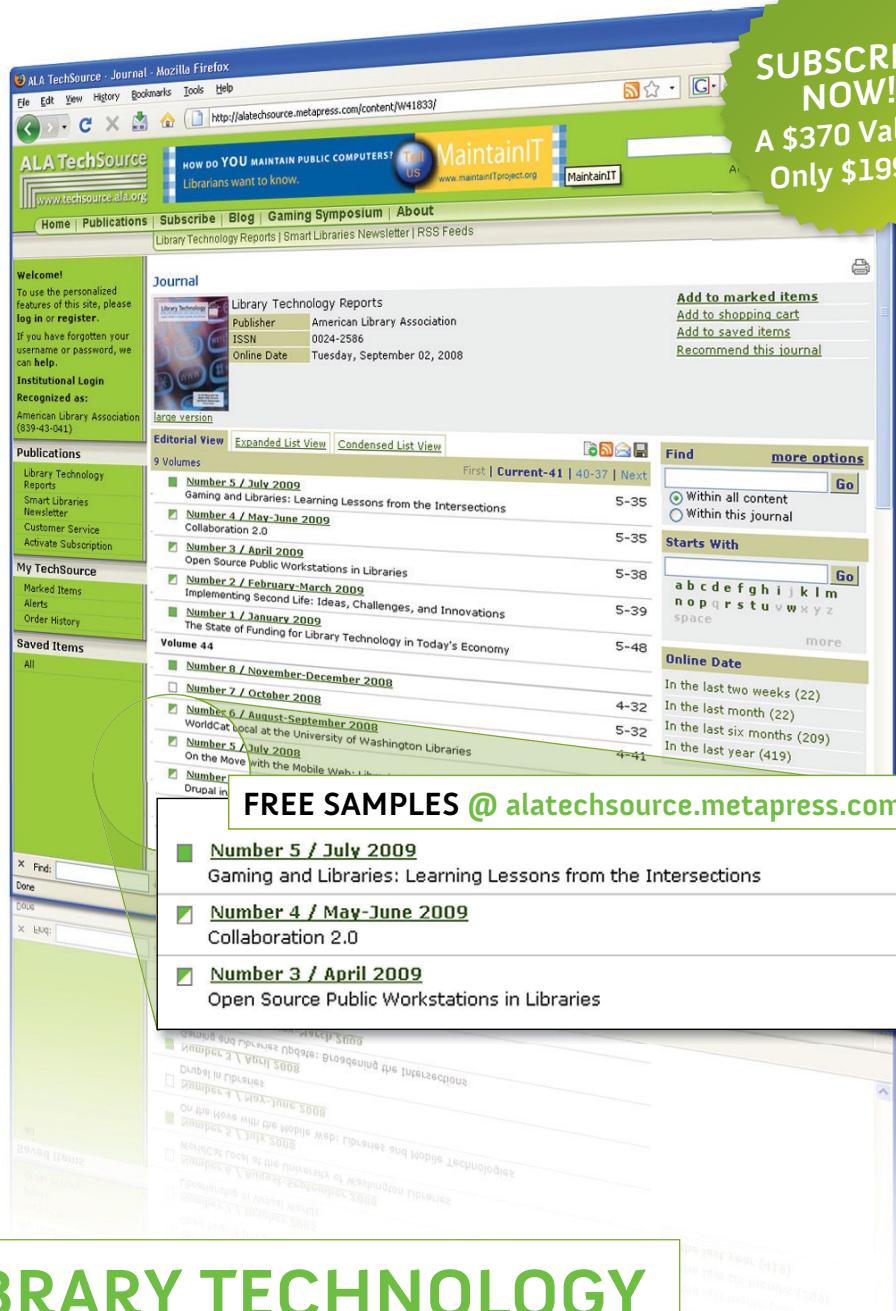 SUBSCRI
NOW!
A $370 Val
Only $199
ALA TechSource - Journal - Mozilla Firefox
File Edit View History Bookmarks Tools Help
http://alatechsource.metapress.com/content/W41833/
ALA TechSource
www.techsource.ala.org
HOW DO YOU MAINTAIN PUBLIC COMPUTERS?
Librarians want to know.
Tell
US
MaintainIT
www.maintainITproject.org
MaintainIT
Home | Publications | Subscribe | Blog | Gaming Symposium | About
Library Technology Reports | Smart Libraries Newsletter | RSS Feeds
Welcome!
To use the personalized
features of this site, please
log in or register.
If you have forgotten your
username or password, we
can help.
Institutional Login
Recognized as:
American Library Association
(839-43-041)
Publications
Library Technology
Reports
Smart Libraries
Newsletter
Customer Service
Activate Subscription
My TechSource
Marked Items
Alerts
Order History
Saved Items
All
Journal
Library Technology Reports
Publisher American Library Association
ISSN 0024-2586
Online Date Tuesday, September 02, 2008
large version
Add to marked items
Add to shopping cart
Add to saved items
Recommend this journal
Editorial View Expanded List View Condensed List View
9 Volumes First | Current-41 | 40-37 | Next
Number 5 / July 2009
Gaming and Libraries: Learning Lessons from the Intersections 5-35
Number 4 / May-June 2009
Collaboration 2.0 5-35
Number 3 / April 2009
Open Source Public Workstations in Libraries 5-38
Number 2 / February-March 2009
Implementing Second Life: Ideas, Challenges, and Innovations 5-39
Number 1 / January 2009
The State of Funding for Library Technology in Today's Economy 5-48
Volume 44
Number 8 / November-December 2008
Number 7 / October 2008 4-32
Number 6 / August-September 2008
WorldCat Local at the University of Washington Libraries 5-32
Number 5 / July 2008 4-41
On the Move with the Mobile Web:
Number
Drupal in
Find more options
Go
Within all content
Within this journal
Starts With
Go
a b c d e f g h i j k l m
n o p q r s t u v w x y z
space
more
Online Date
In the last two weeks (22)
In the last month (22)
In the last six months (209)
In the last year (419)
× Find:
Done
FREE SAMPLES @ alatechsource.metapress.com
Number 5 / July 2009
Gaming and Libraries: Learning Lessons from the Intersections
Number 4 / May-June 2009
Collaboration 2.0
Number 3 / April 2009
Open Source Public Workstations in Libraries
BRARY TECHNOLOGY